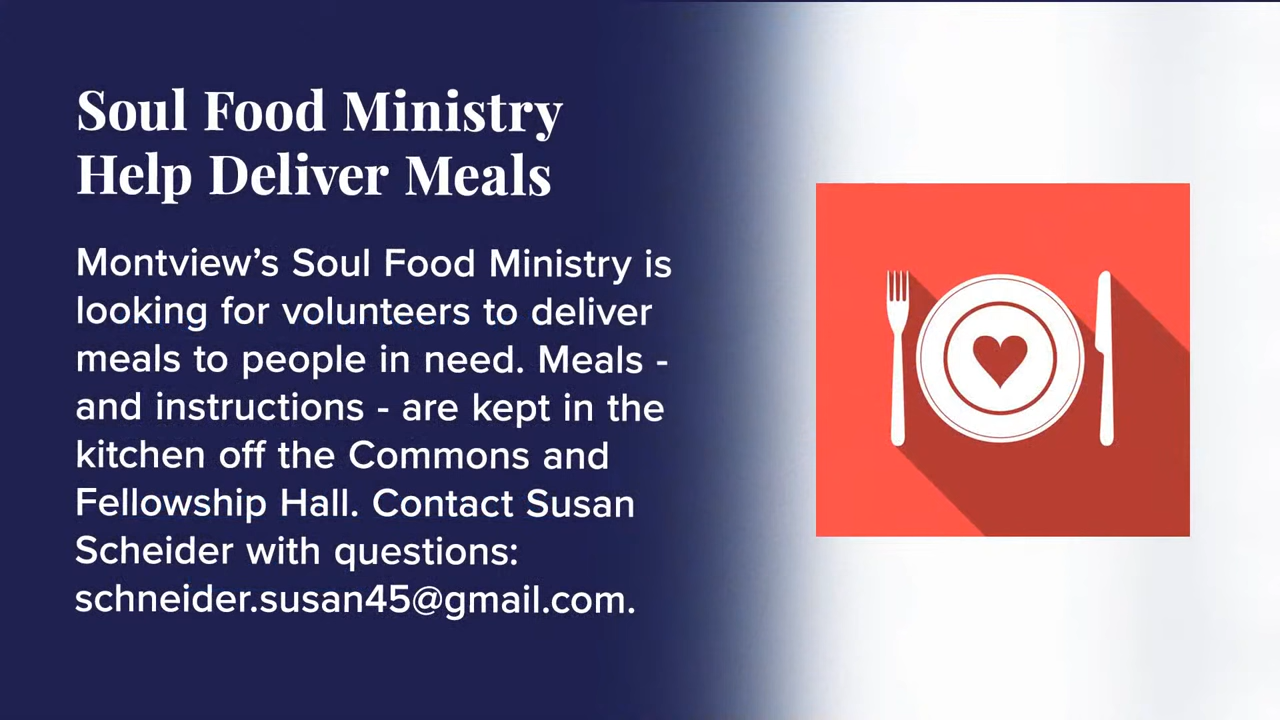 Soul Food Ministry
Help Deliver Meals
Montview’s Soul Food Ministry is
looking for volunteers to deliver
meals to people in need. Meals -
and instructions - are kept in the
kitchen off the Commons and
Fellowship Hall. Contact Susan
Scheider with questions:
schneider.susan45@gmail.com.